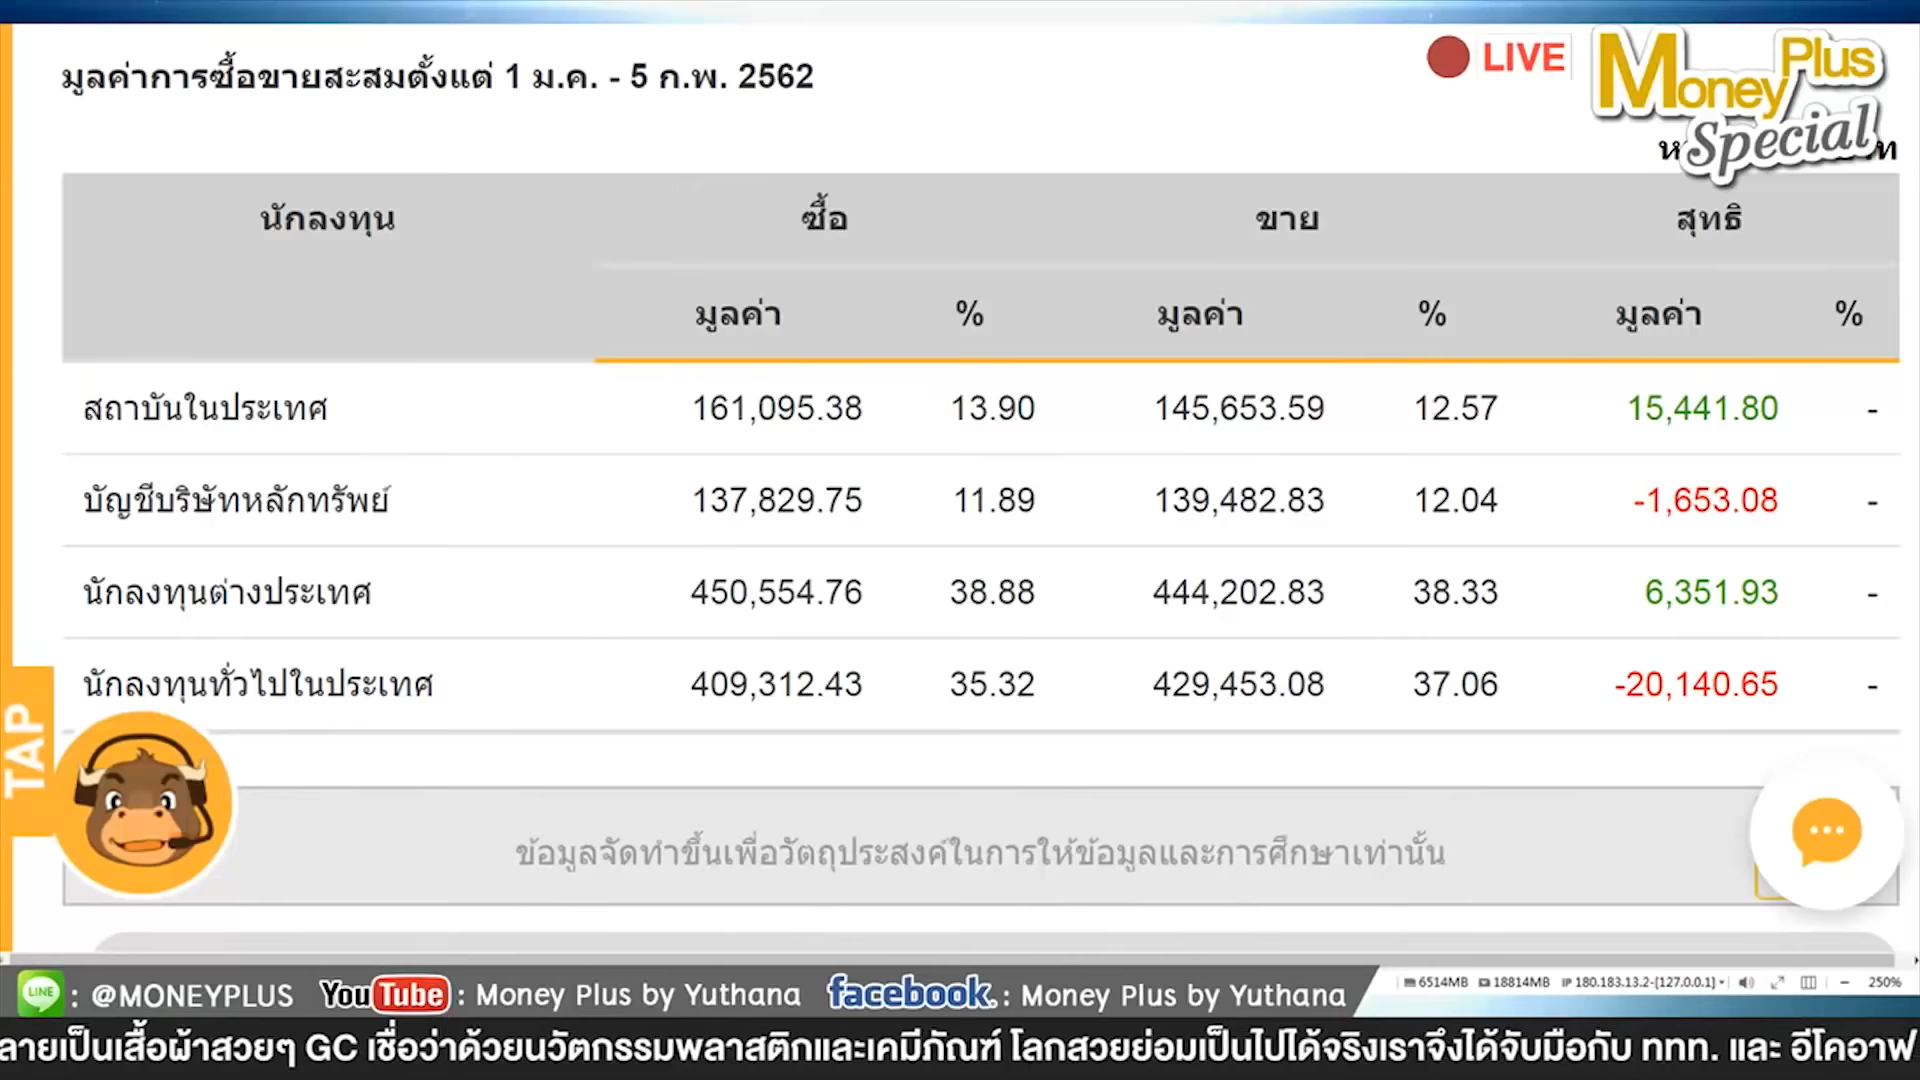 มูลค่าการซื้อขายสะสมตั้งแต่ 1 ม.ค. - 5 ก.พ. 2562
LIVE
Money Plus
Special
นักลงทุน ซื้อ ขาย สุทธิ
มูลค่า % มูลค่า % มูลค่า %
สถาบันในประเทศ 161,095.38 13.90 145,653.59 12.57 15,441.80 -
บัญชีบริษัทหลักทรัพย์ 137,829.75 11.89 139,482.83 12.04 -1,653.08 -
นักลงทุนต่างประเทศ 450,554.76 38.88 444,202.83 38.33 6,351.93 -
นักลงทุนทั่วไปในประเทศ 409,312.43 35.32 429,453.08 37.06 -20,140.65 -
TAP
ข้อมูลจัดทำขึ้นเพื่อวัตถุประสงค์ในการให้ข้อมูลและการศึกษาเท่านั้น
LINE : @MONEYPLUS YouTube : Money Plus by Yuthana facebook. : Money Plus by Yuthana
6514MB 18814MB IP 180.183.13.2-[127.0.0.1] 250%
ลายเป็นเสื้อผ้าสวยๆ GC เชื่อว่าด้วยนวัตกรรมพลาสติกและเคมีภัณฑ์ โลกสวยย่อมเป็นไปได้จริงเราจึงได้จับมือกับ ททท. และ อีโคอาฟ